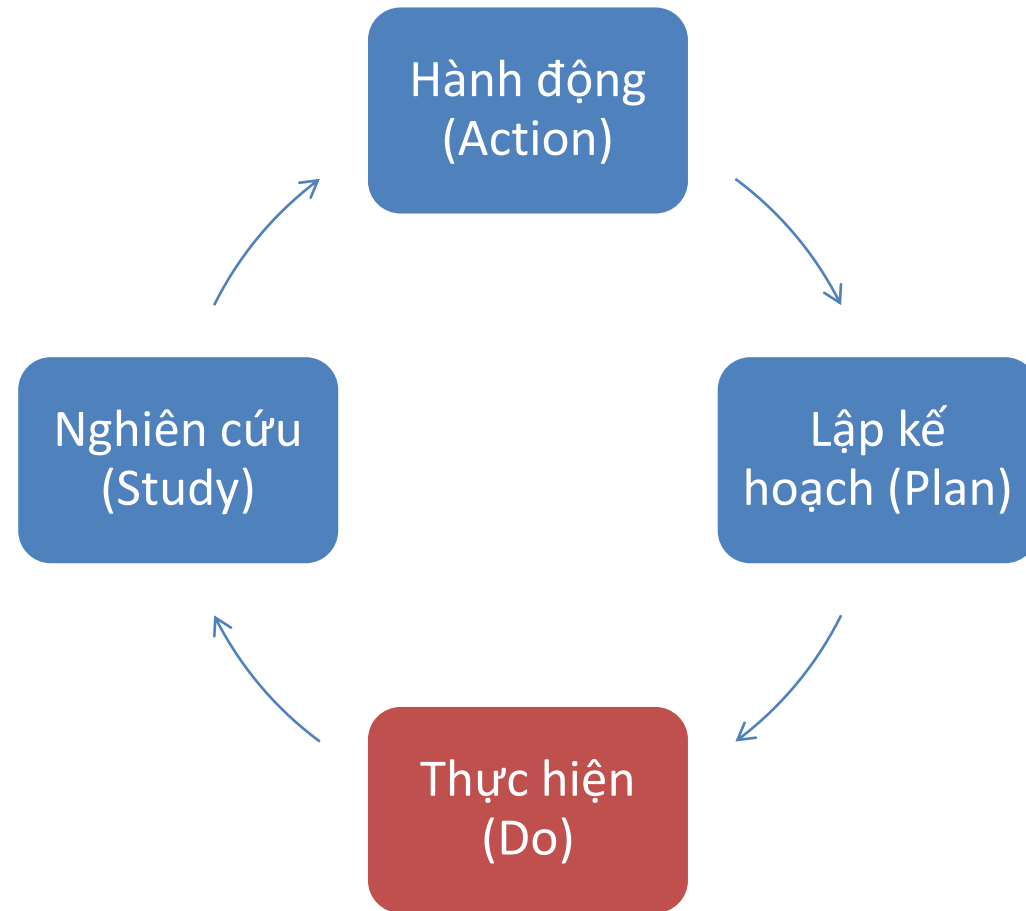 Hành động
(Action)
Nghiên cứu
(Study)
Lập kế
hoạch (Plan)
Thực hiện
(Do)